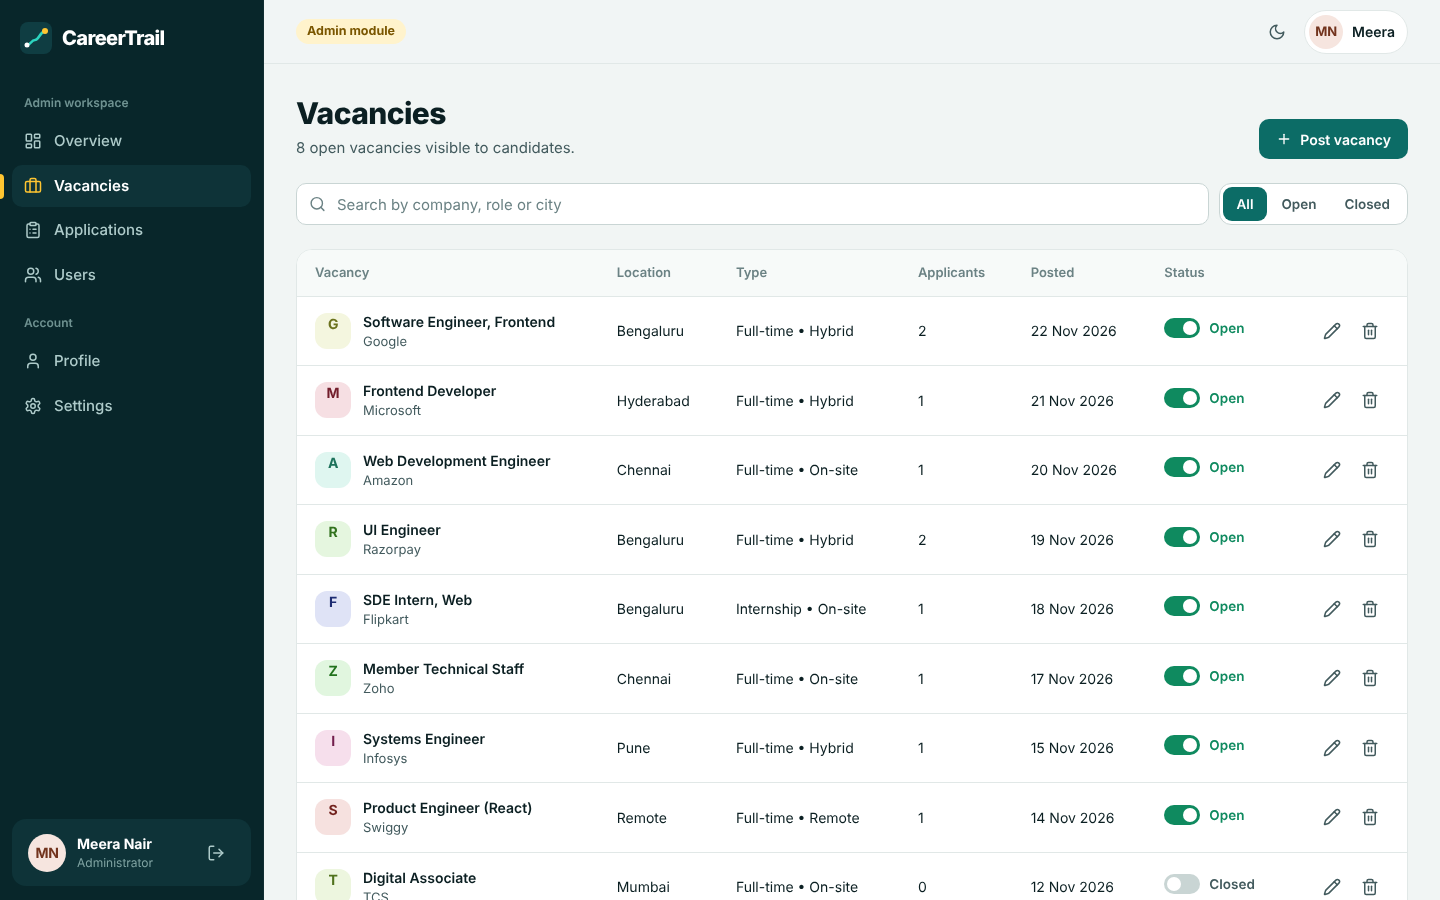 CareerTrail
Admin workspace
Overview
Vacancies
Applications
Users
Account
Profile
Settings
MN
Meera Nair
Administrator
Admin module
MN Meera
Vacancies
8 open vacancies visible to candidates.
+ Post vacancy
Search by company, role or city
All Open Closed
Vacancy Location Type Applicants Posted Status
G Software Engineer, Frontend
Google
Bengaluru Full-time • Hybrid 2 22 Nov 2026 Open
M Frontend Developer
Microsoft
Hyderabad Full-time • Hybrid 1 21 Nov 2026 Open
A Web Development Engineer
Amazon
Chennai Full-time • On-site 1 20 Nov 2026 Open
R UI Engineer
Razorpay
Bengaluru Full-time • Hybrid 2 19 Nov 2026 Open
F SDE Intern, Web
Flipkart
Bengaluru Internship • On-site 1 18 Nov 2026 Open
Z Member Technical Staff
Zoho
Chennai Full-time • On-site 1 17 Nov 2026 Open
I Systems Engineer
Infosys
Pune Full-time • Hybrid 1 15 Nov 2026 Open
S Product Engineer (React)
Swiggy
Remote Full-time • Remote 1 14 Nov 2026 Open
T Digital Associate
TCS
Mumbai Full-time • On-site 0 12 Nov 2026 Closed